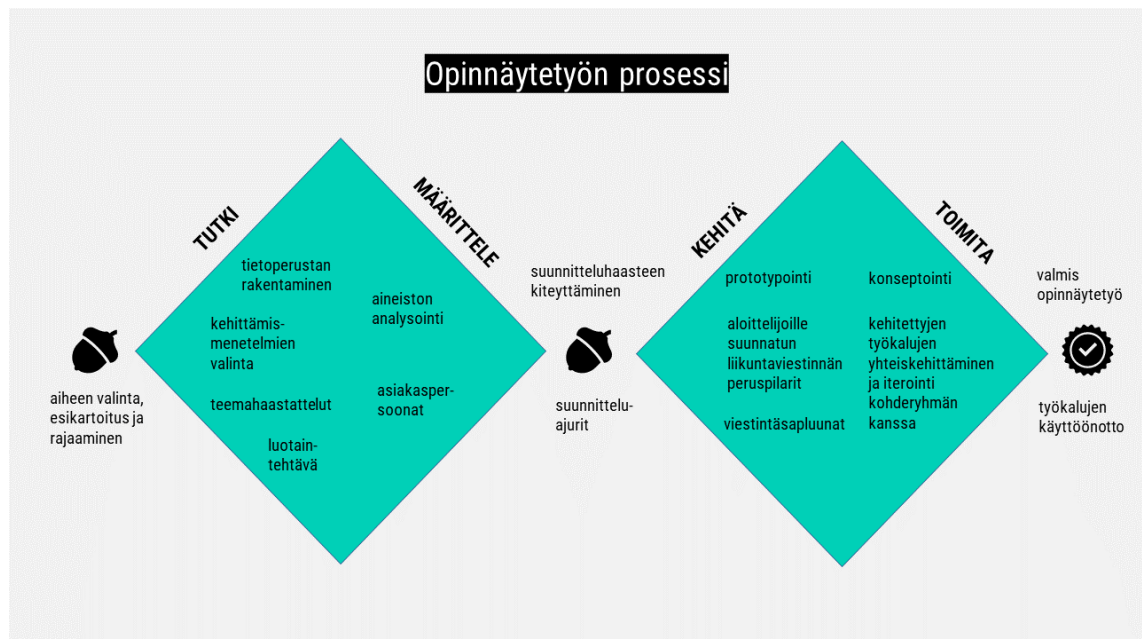 Opinnäytetyön prosessi
aiheen valinta,
esikartoitus ja
rajaaminen
TUTKI
tietoperustan
rakentaminen
kehittämis-
menetelmien
valinta
teemahaastattelut
luotain-
tehtävä
MÄÄRITTELE
aineiston
analysointi
asiakasper-
soonat
suunnitteluhaasteen
kiteyttäminen
suunnittelu-
ajurit
KEHITÄ
prototypointi
aloittelijoille
suunnatun
liikuntaviestinnän
peruspilarit
viestintäsapluunat
TOIMITA
konseptointi
kehitettyjen
työkalujen
yhteiskehittäminen
ja iterointi
kohderyhmän
kanssa
valmis
opinnäytetyö
työkalujen
käyttöönotto